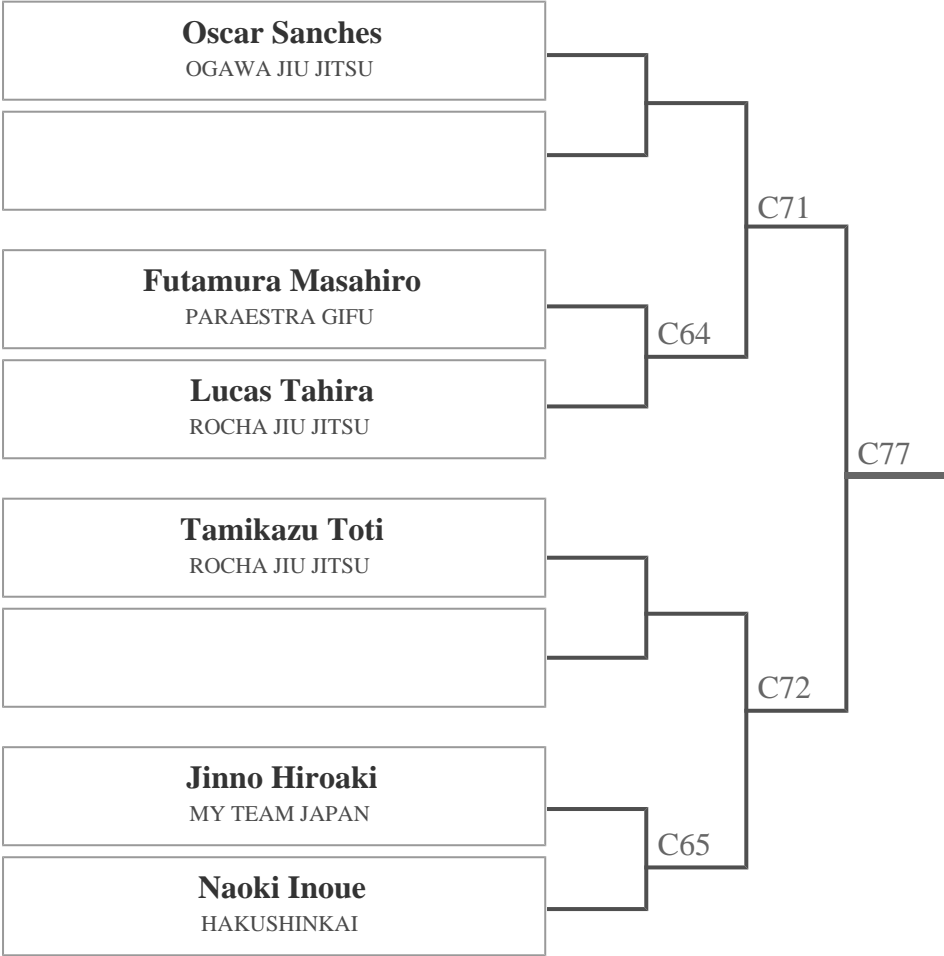 Oscar Sanches
OGAWA JIU JITSU
C71
Futamura Masahiro
PARAESTRA GIFU
C64
Lucas Tahira
ROCHA JIU JITSU
C77
Tamikazu Toti
ROCHA JIU JITSU
C72
Jinno Hiroaki
MY TEAM JAPAN
C65
Naoki Inoue
HAKUSHINKAI